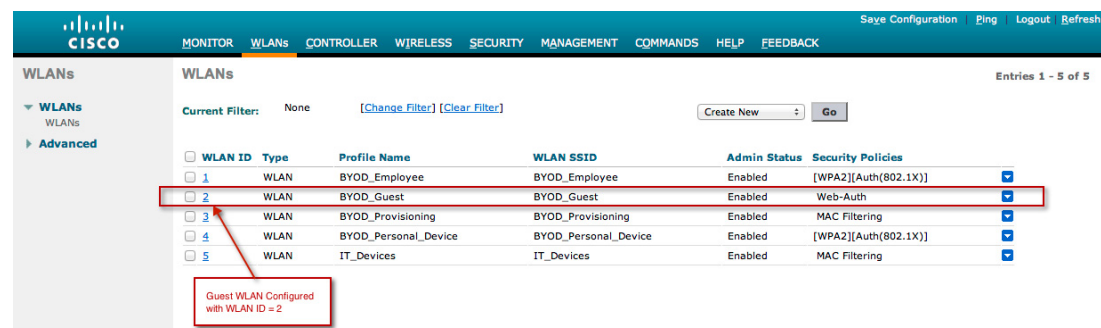 Save Configuration Ping Logout Refresh
CISCO MONITOR WLANs CONTROLLER WIRELESS SECURITY MANAGEMENT COMMANDS HELP FEEDBACK
WLANs
WLANs
WLANs
Advanced
WLANs Entries 1 - 5 of 5
Current Filter: None [Change Filter] [Clear Filter] Create New Go
WLAN ID Type Profile Name WLAN SSID Admin Status Security Policies
1 WLAN BYOD_Employee BYOD_Employee Enabled [WPA2][Auth(802.1X)]
2 WLAN BYOD_Guest BYOD_Guest Enabled Web-Auth
3 WLAN BYOD_Provisioning BYOD_Provisioning Enabled MAC Filtering
4 WLAN BYOD_Personal_Device BYOD_Personal_Device Enabled [WPA2][Auth(802.1X)]
5 WLAN IT_Devices IT_Devices Enabled MAC Filtering
Guest WLAN Configured
with WLAN ID = 2